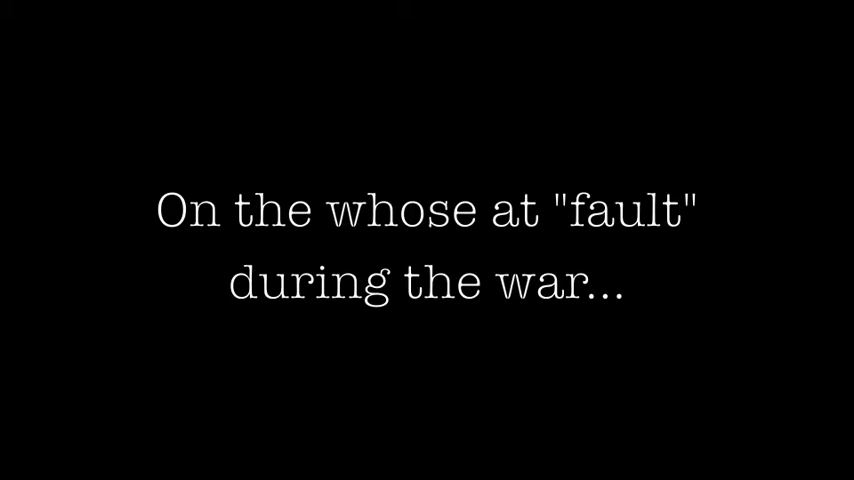 On the whose at "fault"
during the war...